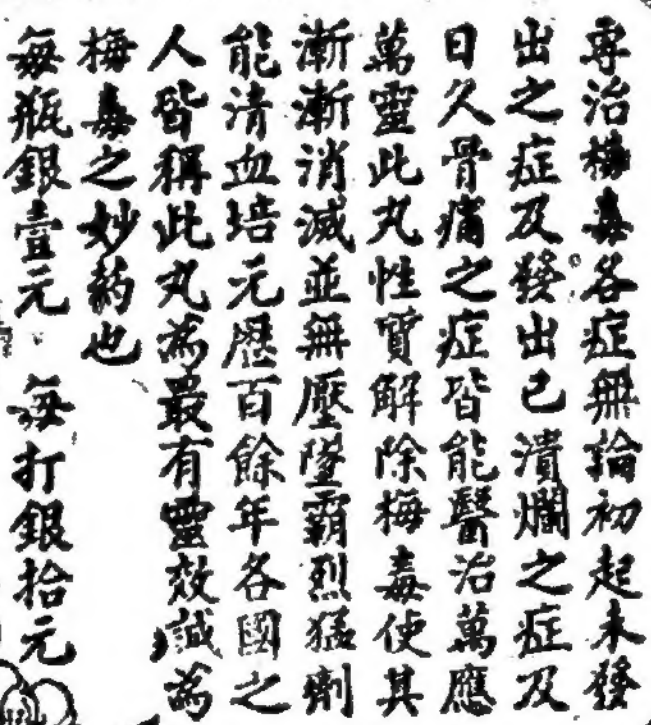 專治梅毒各症無論初起未發
出之症及發出已潰爛之症及
日久骨痛之症皆能醫治萬應
萬靈此丸性質解除梅毒使其
漸漸消滅並無壓墜霸烈猛劑
能清血培元歷百餘年各國之
人皆稱此丸為最有靈效誠為
梅毒之妙藥也
每瓶銀壹元 每打銀拾元